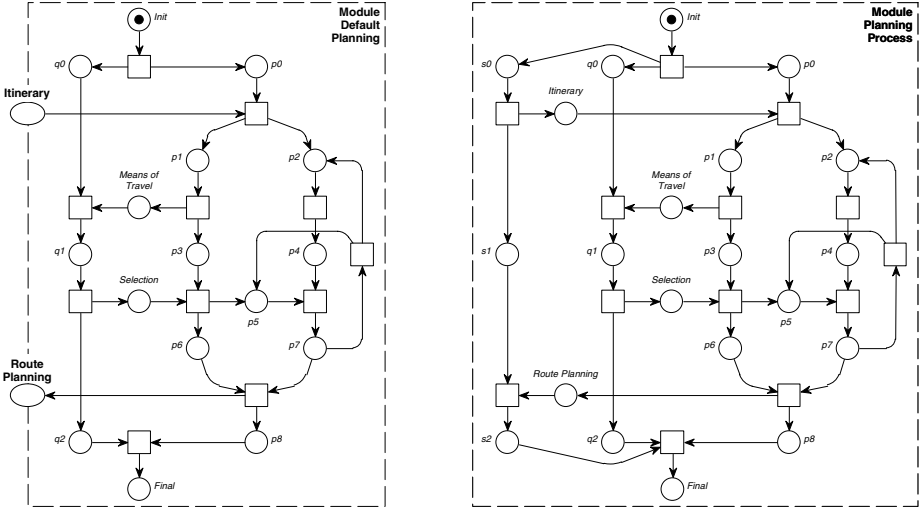 Module
Default
Planning
Init
q0
p0
Itinerary
p1
p2
Means of
Travel
q1
p3
p4
Selection
p5
p6
p7
Route
Planning
q2
p8
Final
Module
Planning
Process
Init
s0
q0
p0
Itinerary
p1
p2
Means of
Travel
s1
q1
p3
p4
Selection
p5
p6
p7
Route Planning
s2
q2
p8
Final